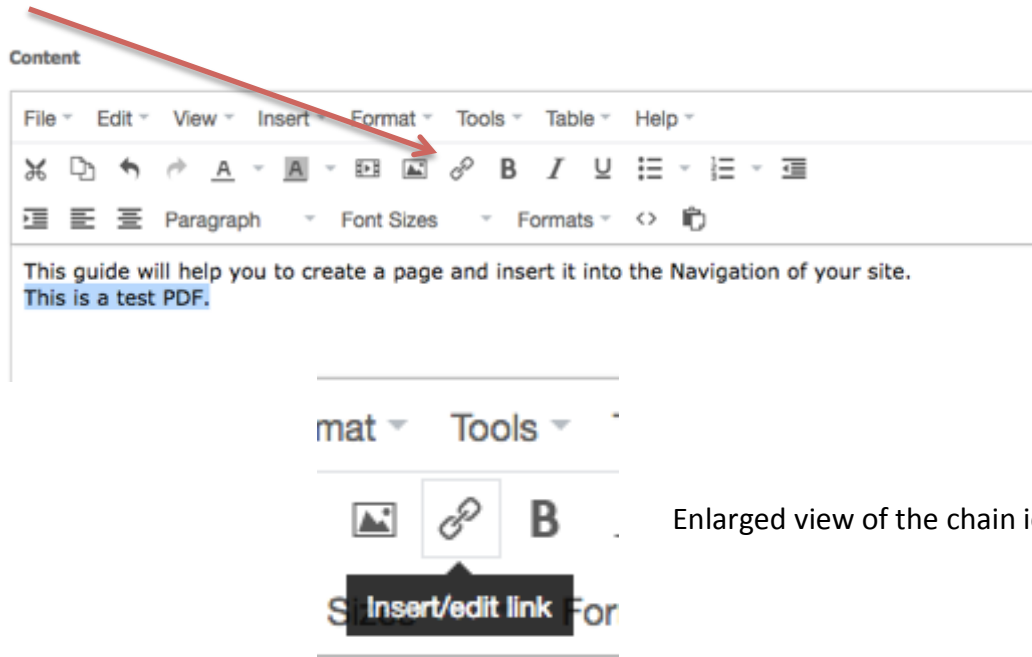 Content
File Edit View Insert Format Tools Table Help
A A B I U
Paragraph Font Sizes Formats <>
This guide will help you to create a page and insert it into the Navigation of your site.
This is a test PDF.
mat Tools
B
Enlarged view of the chain
Insert/edit link
For